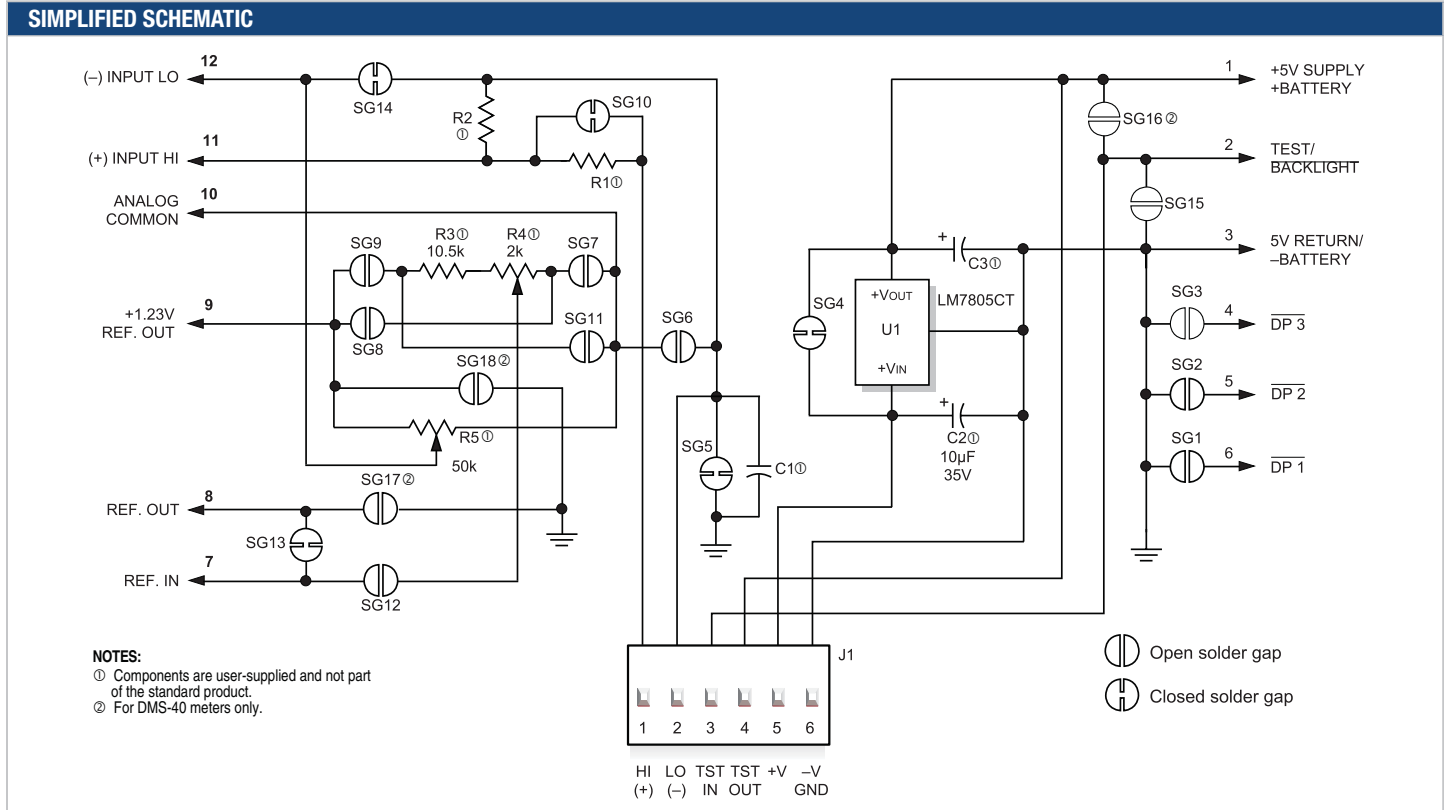 SIMPLIFIED SCHEMATIC
12
(–) INPUT LO
SG14
R2
①
SG10
11
(+) INPUT HI
R1①
10
ANALOG
COMMON
SG9
R3①
10.5k
R4①
2k
SG7
9
+1.23V
REF. OUT
SG8
SG11
SG6
SG18②
R5①
50k
SG5
C1①
SG17②
8
REF. OUT
SG13
7
REF. IN
SG12
1
+5V SUPPLY
+BATTERY
SG16②
2
TEST/
BACKLIGHT
SG15
3
5V RETURN/
–BATTERY
+
C3①
SG4
+VOUT
LM7805CT
U1
+VIN
+
C2①
10µF
35V
SG3
4
DP 3
SG2
5
DP 2
SG1
6
DP 1
NOTES:
① Components are user-supplied and not part
of the standard product.
② For DMS-40 meters only.
J1
1 2 3 4 5 6
HI LO TST TST +V –V
(+) (–) IN OUT GND
Open solder gap
Closed solder gap